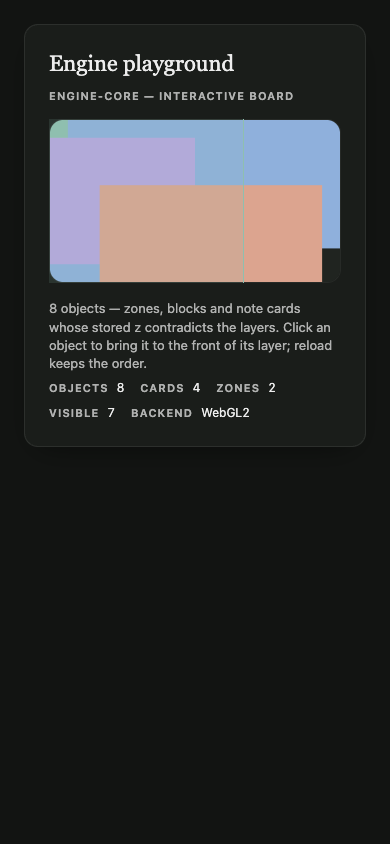 Engine playground
ENGINE-CORE — INTERACTIVE BOARD
8 objects — zones, blocks and note cards
whose stored z contradicts the layers. Click an
object to bring it to the front of its layer; reload
keeps the order.
OBJECTS 8 CARDS 4 ZONES 2
VISIBLE 7 BACKEND WebGL2